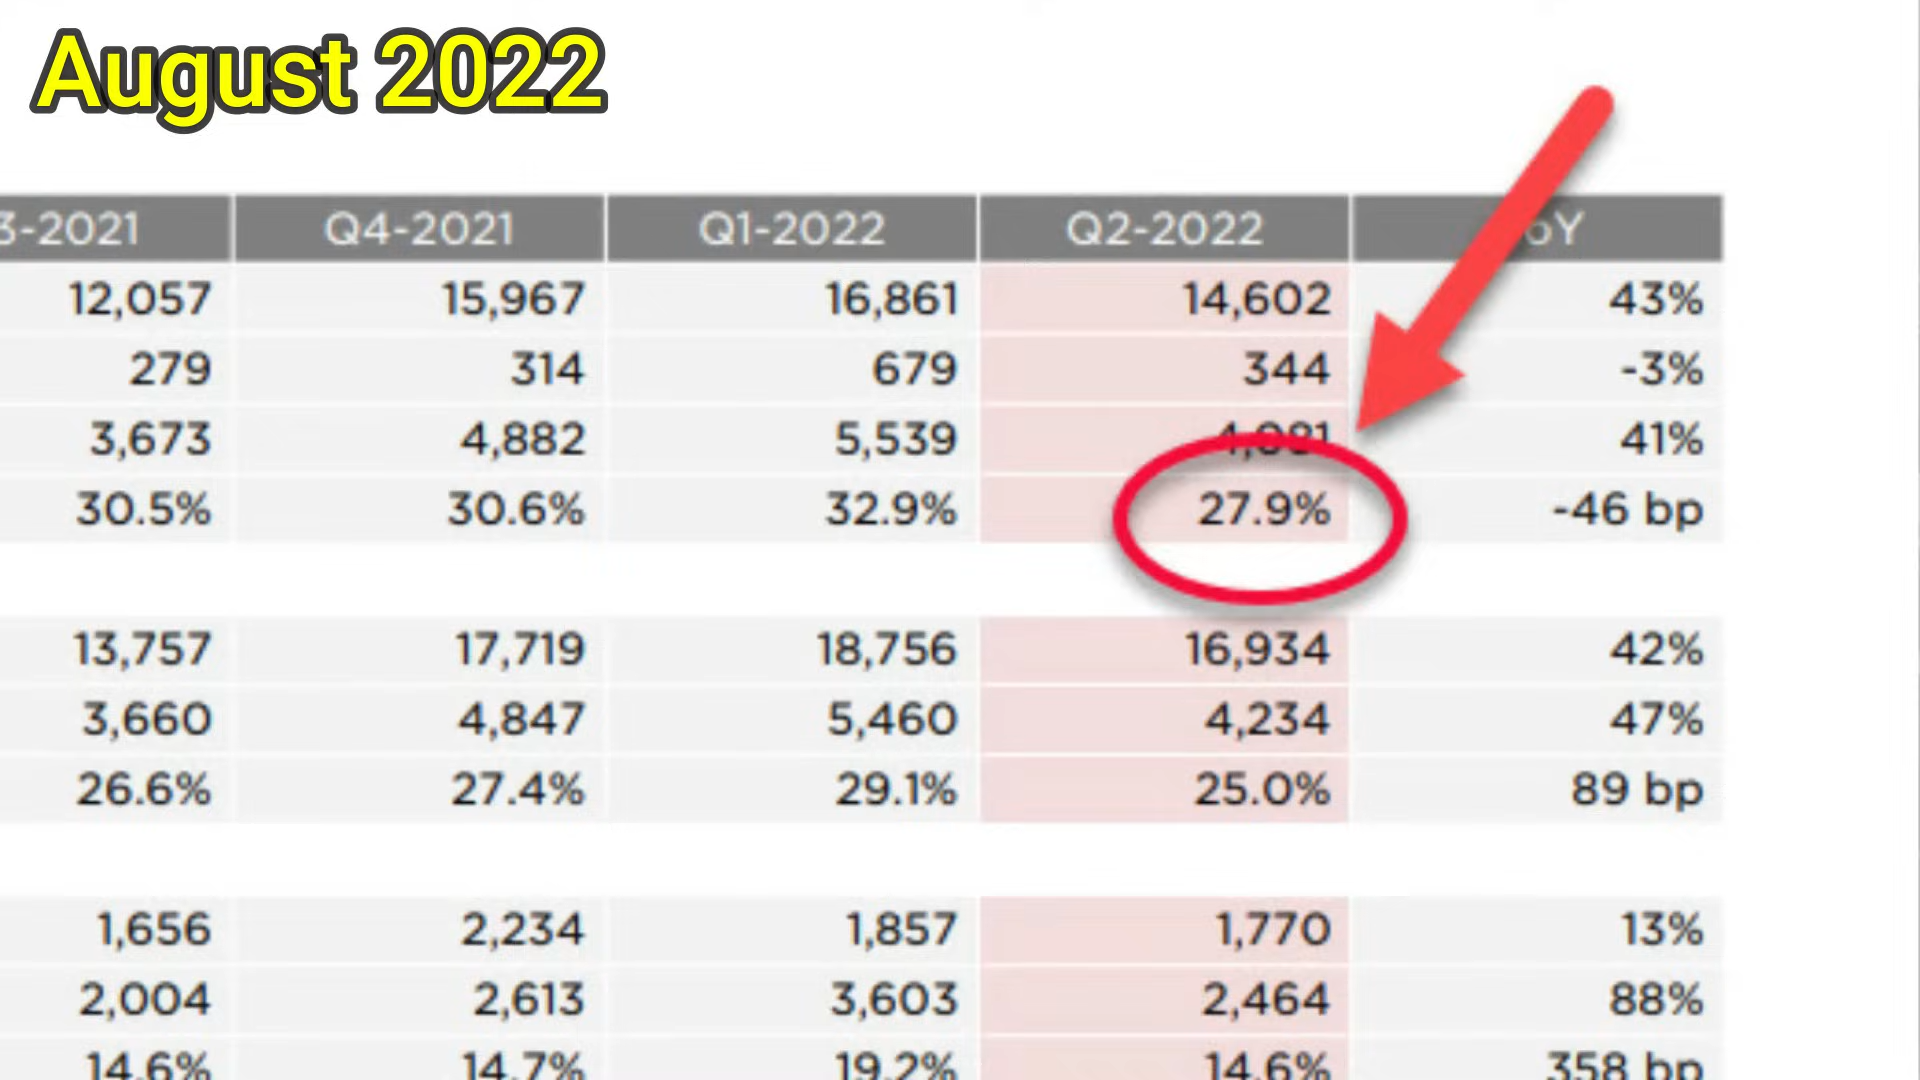 August 2022
3-2021 Q4-2021 Q1-2022 Q2-2022 oY
12,057 15,967 16,861 14,602 43%
279 314 679 344 -3%
3,673 4,882 5,539 4,081 41%
30.5% 30.6% 32.9% 27.9% -46 bp
13,757 17,719 18,756 16,934 42%
3,660 4,847 5,460 4,234 47%
26.6% 27.4% 29.1% 25.0% 89 bp
1,656 2,234 1,857 1,770 13%
2,004 2,613 3,603 2,464 88%
14.6% 14.7% 19.2% 14.6% 358 bp